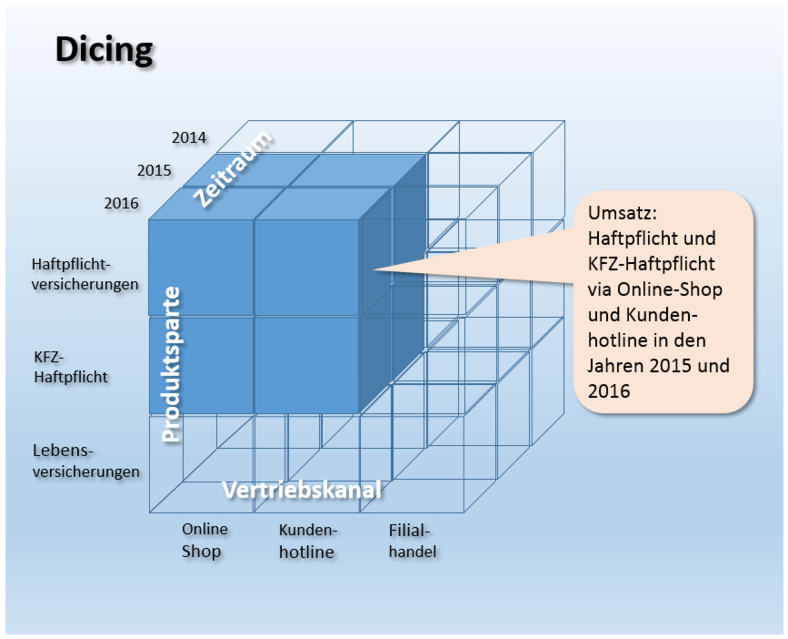 Dicing
2014
2015
2016
Zeitraum
Haftpflicht-
versicherungen
KFZ-
Haftpflicht
Lebens-
versicherungen
Produktsparte
Vertriebskanal
Online
Shop
Kunden-
hotline
Filial-
handel
Umsatz:
Haftpflicht und
KFZ-Haftpflicht
via Online-Shop
und Kunden-
hotline in den
Jahren 2015 und
2016